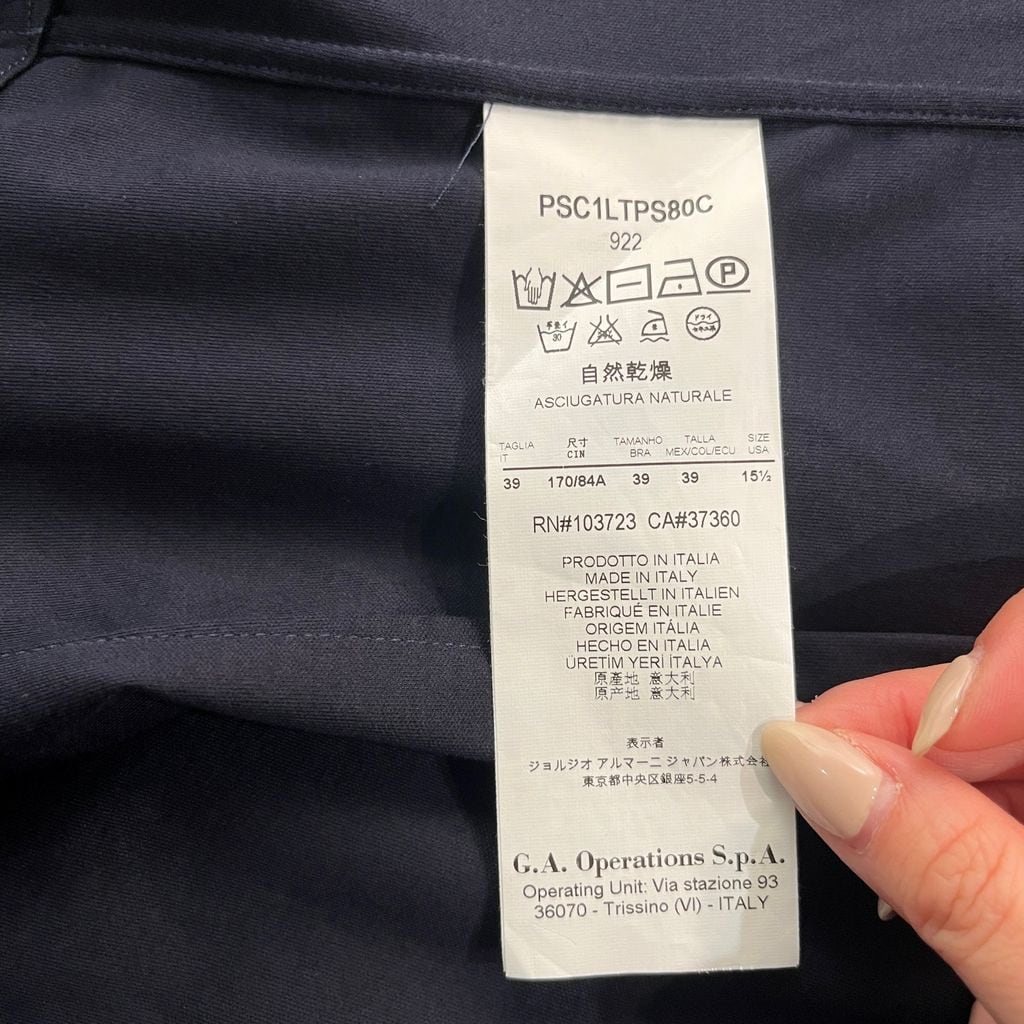 PSC1LTPS80C
922
P
手洗イ
30
ドライ
セキユ系
自然乾燥
ASCIUGATURA NATURALE
TAGLIA IT 尺寸 CIN TAMANHO BRA TALLA MEX/COL/ECU SIZE USA
39 170/84A 39 39 15½
RN#103723 CA#37360
PRODOTTO IN ITALIA
MADE IN ITALY
HERGESTELLT IN ITALIEN
FABRIQUÉ EN ITALIE
ORIGEM ITÁLIA
HECHO EN ITALIA
ÜRETİM YERİ İTALYA
原產地 意大利
原产地 意大利
表示者
ジョルジオ アルマーニ ジャパン株式会社
東京都中央区銀座5-5-4
G.A. Operations S.p.A.
Operating Unit: Via stazione 93
36070 - Trissino (VI) - ITALY